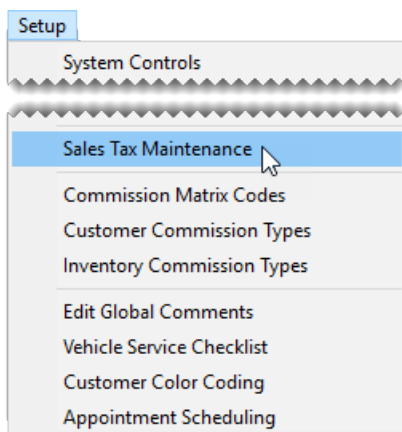 Setup
System Controls
Sales Tax Maintenance
Commission Matrix Codes
Customer Commission Types
Inventory Commission Types
Edit Global Comments
Vehicle Service Checklist
Customer Color Coding
Appointment Scheduling